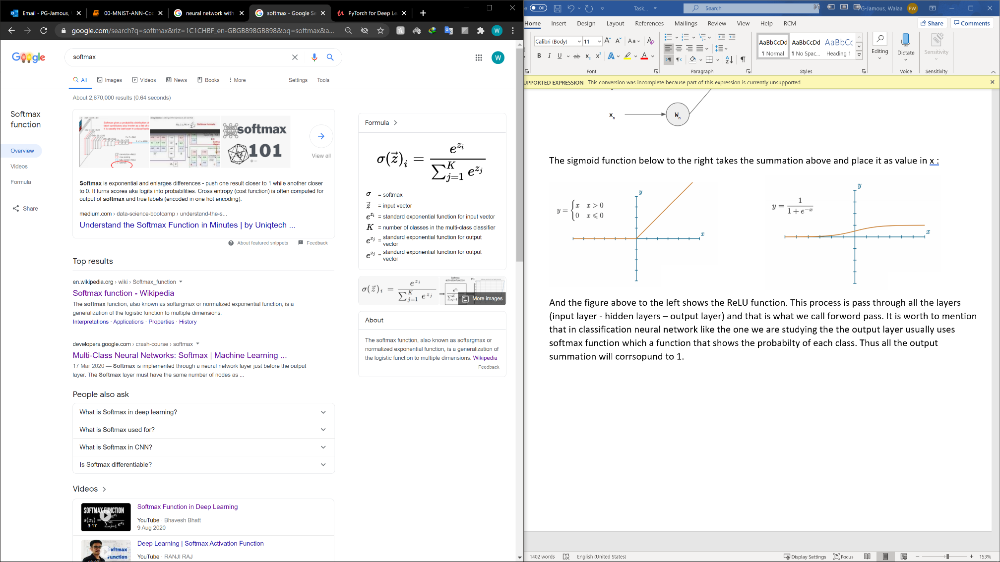 Email - PG-Jamous,
00-MNIST-ANN-Coc
neural network with
softmax - Google Se
PyTorch for Deep Le
google.com/search?q=softmax&rlz=1C1CHBF_en-GBGB898GB898&oq=softmax&a...
softmax
W
All
Images
Videos
News
Books
More
Settings
Tools
About 2,670,000 results (0.64 seconds)
Softmax
function
Overview
Videos
Formula
Share
softmax
101
View all
Softmax is exponential and enlarges differences - push one result closer to 1 while another closer
to 0. It turns scores aka logits into probabilities. Cross entropy (cost function) is often computed for
output of softmax and true labels (encoded in one hot encoding).
medium.com › data-science-bootcamp › understand-the-s...
Understand the Softmax Function in Minutes | by Uniqtech ...
About featured snippets
Feedback
Top results
en.wikipedia.org › wiki › Softmax_function
Softmax function - Wikipedia
The softmax function, also known as softargmax or normalized exponential function, is a
generalization of the logistic function to multiple dimensions.
Interpretations · Applications · Properties · History
developers.google.com › crash-course › softmax
Multi-Class Neural Networks: Softmax | Machine Learning ...
17 Mar 2020 — Softmax is implemented through a neural network layer just before the output
layer. The Softmax layer must have the same number of nodes as ...
People also ask
What is Softmax in deep learning?
What is Softmax used for?
What is Softmax in CNN?
Is Softmax differentiable?
Videos
SOFTMAX FUNCTION
3:17
Softmax Function in Deep Learning
YouTube · Bhavesh Bhatt
9 Aug 2020
Deep Learning | Softmax Activation Function
YouTube · RANJI RAJ
Formula
σ(z⃗)ᵢ = e^{z_i} / ∑_{j=1}^{K} e^{z_j}
σ = softmax
z⃗ = input vector
e^{z_i} = standard exponential function for input vector
K = number of classes in the multi-class classifier
e^{z_j} = standard exponential function for output
vector
e^{z_j} = standard exponential function for output
vector
σ(z⃗)ᵢ = e^{z_i} / ∑_{j=1}^{K} e^{z_j}
More images
About
The softmax function, also known as softargmax or
normalized exponential function, is a generalization of
the logistic function to multiple dimensions. Wikipedia
Feedback
Off
Task...
Search
G-Jamous, Walaa
PW
Home
Insert
Design
Layout
References
Mailings
Review
View
Help
RCM
Share
Comments
Calibri (Body)
11
Font
Paragraph
AaBbCcDd
AaBbCcDd
AaBbCc
¶ Normal
¶ No Spac...
Heading 1
Styles
Editing
Dictate
Voice
Sensitivity
Sensitivity
UPPORTED EXPRESSION This conversion was incomplete because part of this expression is currently unsupported.
xₙ
Wₙ
The sigmoid function below to the right takes the summation above and place it as value in x :
y = { x x > 0
0 x ⩽ 0
y
x
y = 1 / (1 + e^{-x})
y
x
And the figure above to the left shows the ReLU function. This process is pass through all the layers
(input layer - hidden layers – output layer) and that is what we call forword pass. It is worth to mention
that in classification neural network like the one we are studying the the output layer usually uses
softmax function which a function that shows the probabilty of each class. Thus all the output
summation will corrsopund to 1.
1402 words
English (United States)
Display Settings
Focus
153%